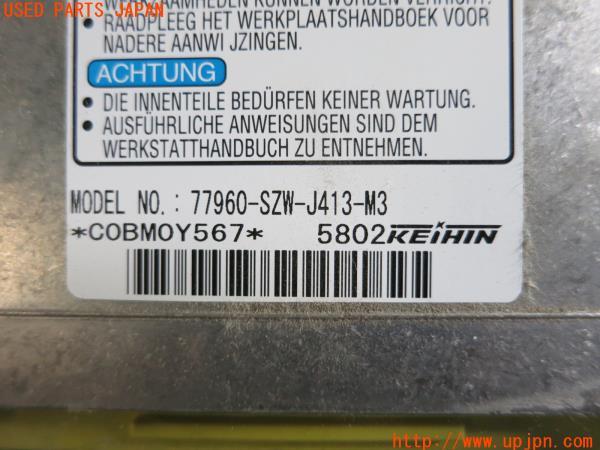 USED PARTS JAPAN
RAADPLEEG HET WERKPLAATSHANDBOEK VOOR
NADERE AANWI JZINGEN.
ACHTUNG
• DIE INNENTEILE BEDÜRFEN KEINER WARTUNG.
• AUSFÜHRLICHE ANWEISUNGEN SIND DEM
WERKSTATTHANDBUCH ZU ENTNEHMEN.
MODEL NO.: 77960-SZW-J413-M3
*C0BM0Y567* 5802 KEIHIN
http://www.upjpn.com/